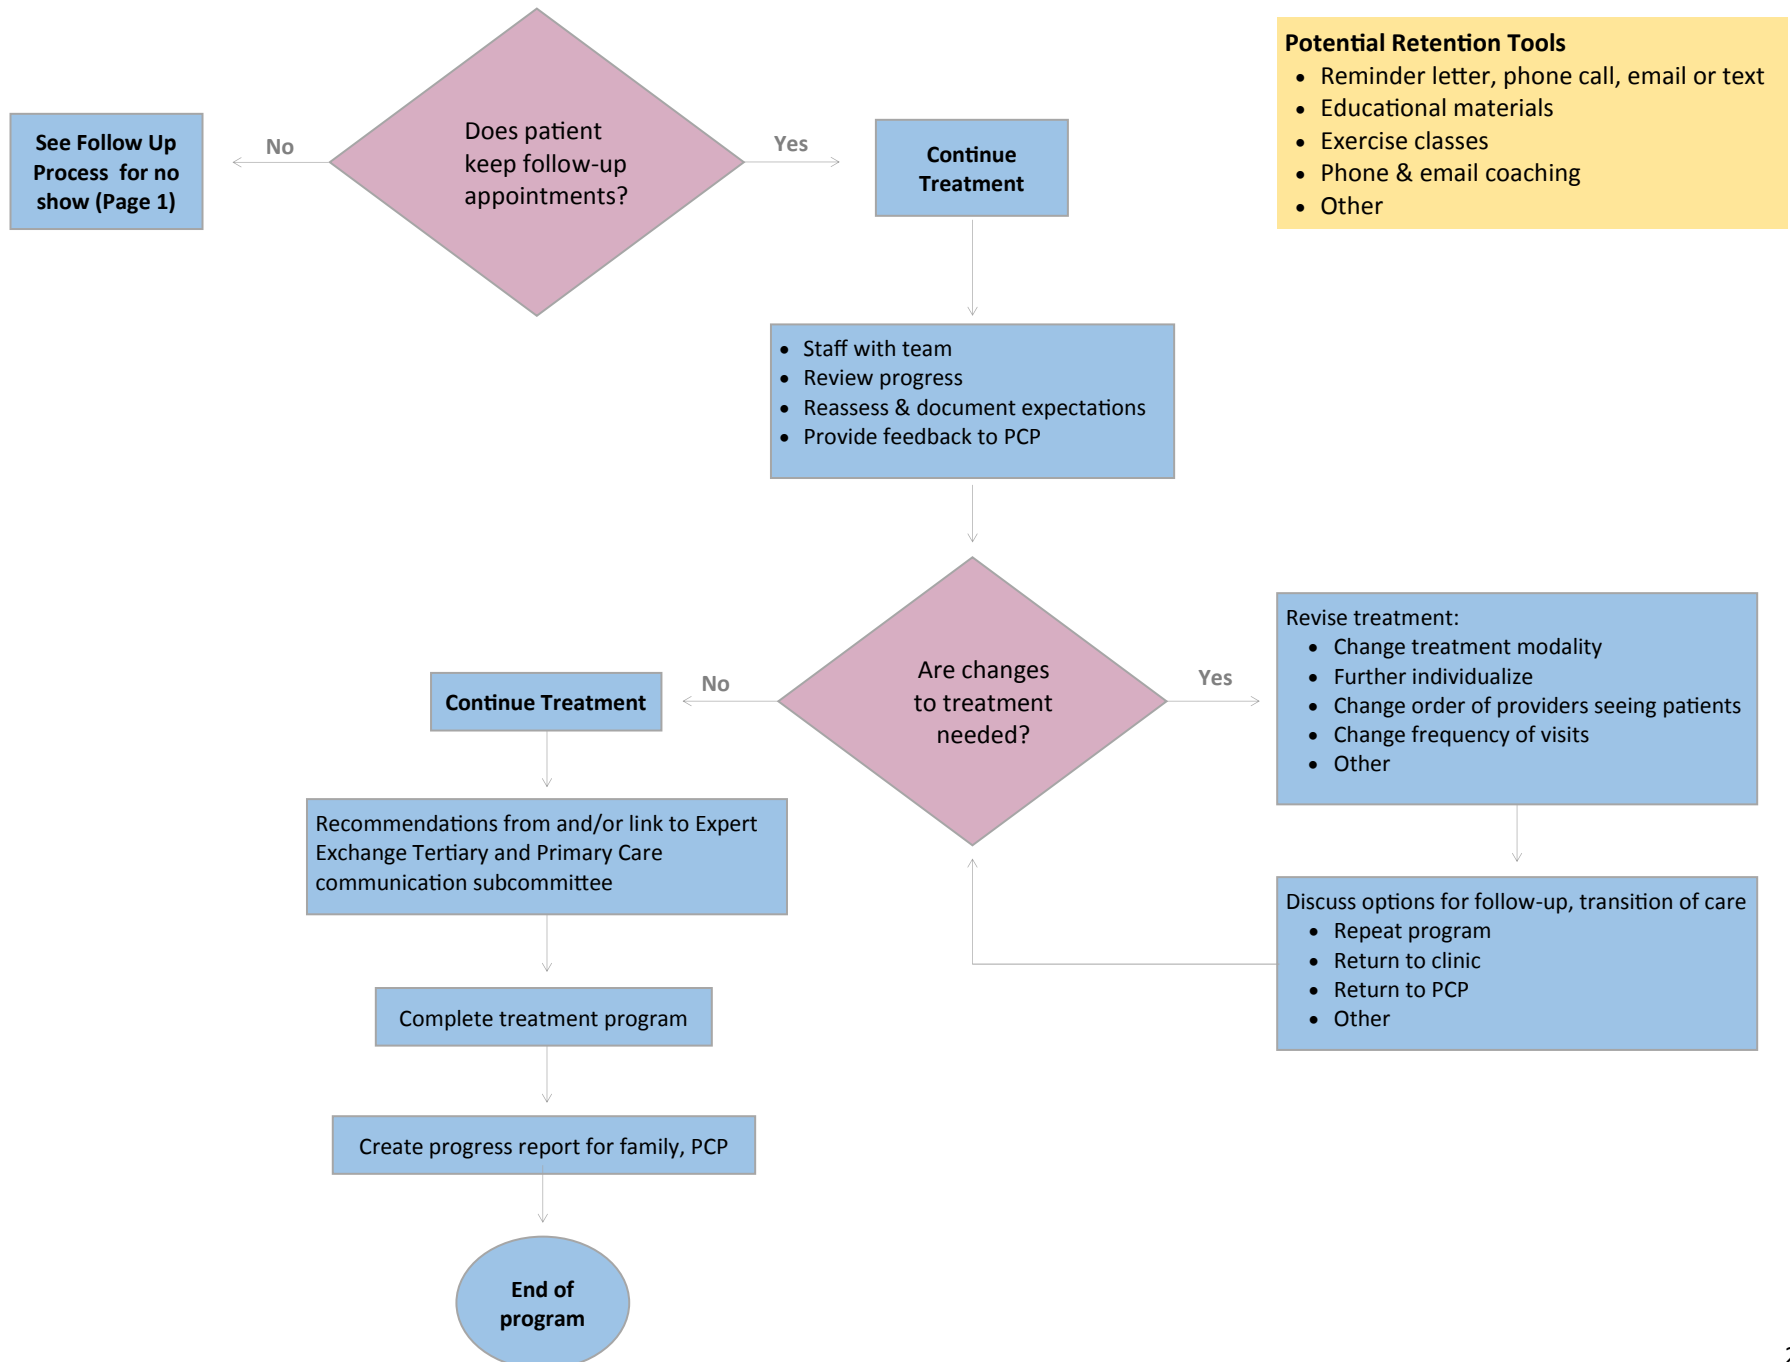 See Follow Up
Process for no
show (Page 1)
No
Does patient
keep follow-up
appointments?
Yes
Continue
Treatment
Potential Retention Tools
• Reminder letter, phone call, email or text
• Educational materials
• Exercise classes
• Phone & email coaching
• Other
• Staff with team
• Review progress
• Reassess & document expectations
• Provide feedback to PCP
Are changes
to treatment
needed?
No
Yes
Continue Treatment
Revise treatment:
• Change treatment modality
• Further individualize
• Change order of providers seeing patients
• Change frequency of visits
• Other
Recommendations from and/or link to Expert
Exchange Tertiary and Primary Care
communication subcommittee
Discuss options for follow-up, transition of care
• Repeat program
• Return to clinic
• Return to PCP
• Other
Complete treatment program
Create progress report for family, PCP
End of
program